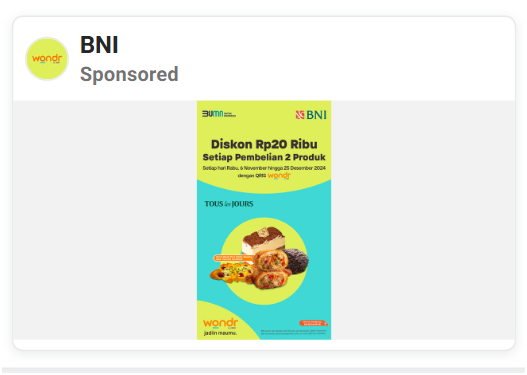 wondr
BNI
Sponsored
BUMN
BNI
Diskon Rp20 Ribu
Setiap Pembelian 2 Produk
Setiap hari Rabu, 6 November hingga 25 Desember 2024
dengan QRIS wondr
TOUS les JOURS
wondr
jadiin maumu.